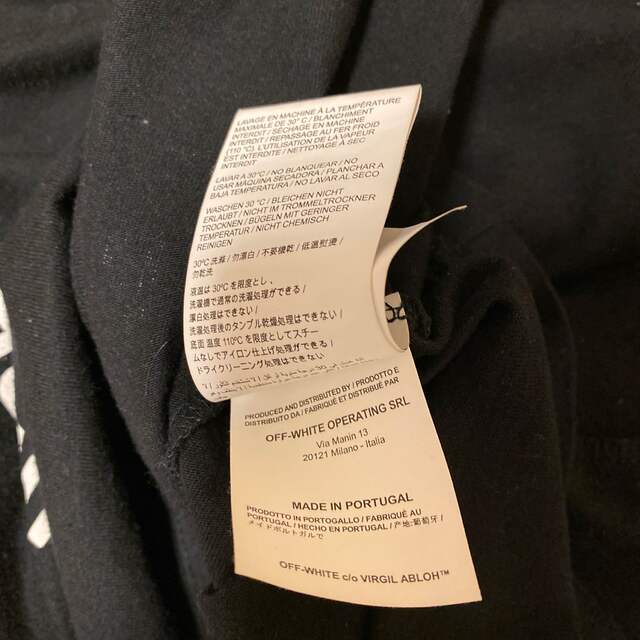 LAVAGE EN MACHINE À LA TEMPÉRATURE
MAXIMALE DE 30° C / BLANCHIMENT
INTERDIT / SÉCHAGE EN MACHINE
INTERDIT / REPASSAGE AU FER FROID
(110 °C). L'UTILISATION DE LA VAPEUR
EST INTERDITE / NETTOYAGE À SEC
INTERDIT
LAVAR A 30°C / NO BLANQUEAR / NO
USAR MÁQUINA SECADORA / PLANCHAR A
BAJA TEMPERATURA / NO LAVAR AL SECO
WASCHEN 30 °C / BLEICHEN NICHT
ERLAUBT / NICHT IM TROMMELTROCKNER
TROCKNEN / BÜGELN MIT GERINGER
TEMPERATUR / NICHT CHEMISCH
REINIGEN
30°C 洗滌 / 勿漂白 / 不要機乾 / 低溫熨燙 /
勿乾洗
液温は30℃を限度とし、
洗濯機で通常の洗濯処理ができる /
漂白処理はできない /
洗濯処理後のタンブル乾燥処理はできない /
底面温度110℃を限度としてスチー
ムなしでアイロン仕上げ処理ができる /
ドライクリーニング処理はできない
PRODUCED AND DISTRIBUTED BY / PRODOTTO E
DISTRIBUITO DA / FABRIQUÉ ET DISTRIBUÉ PAR
OFF-WHITE OPERATING SRL
Via Manin 13
20121 Milano - Italia
MADE IN PORTUGAL
PRODOTTO IN PORTOGALLO / FABRIQUÉ AU
PORTUGAL / HECHO EN PORTUGAL / 产地:葡萄牙 /
メイドポルトガルで
OFF-WHITE c/o VIRGIL ABLOH™